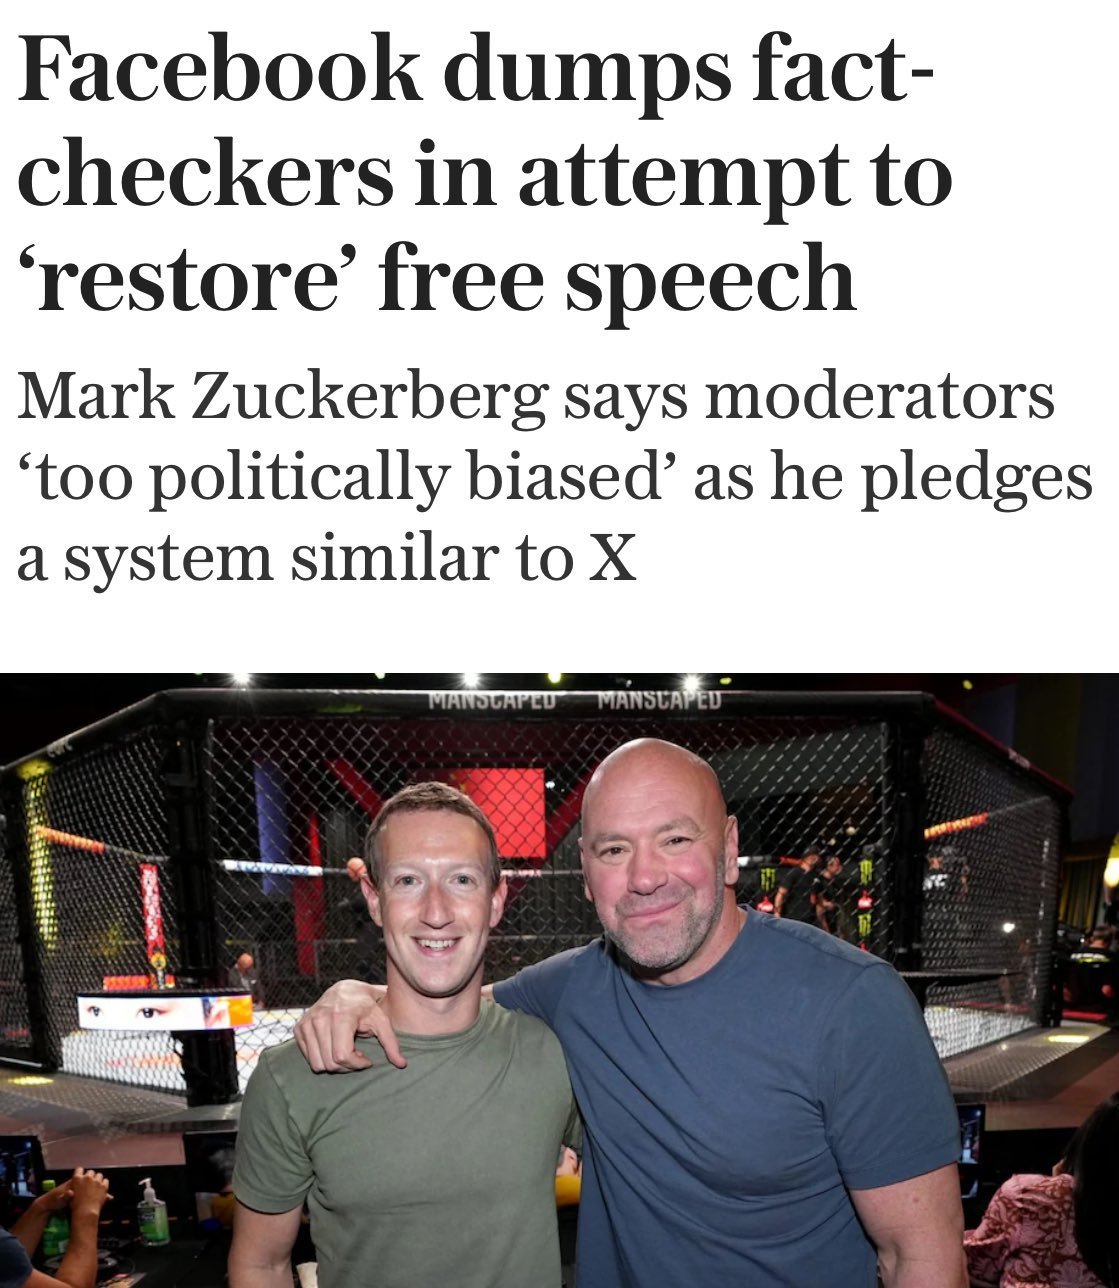 Facebook dumps fact-
checkers in attempt to
‘restore’ free speech
Mark Zuckerberg says moderators
‘too politically biased’ as he pledges
a system similar to X
MANSCAPED MANSCAPED